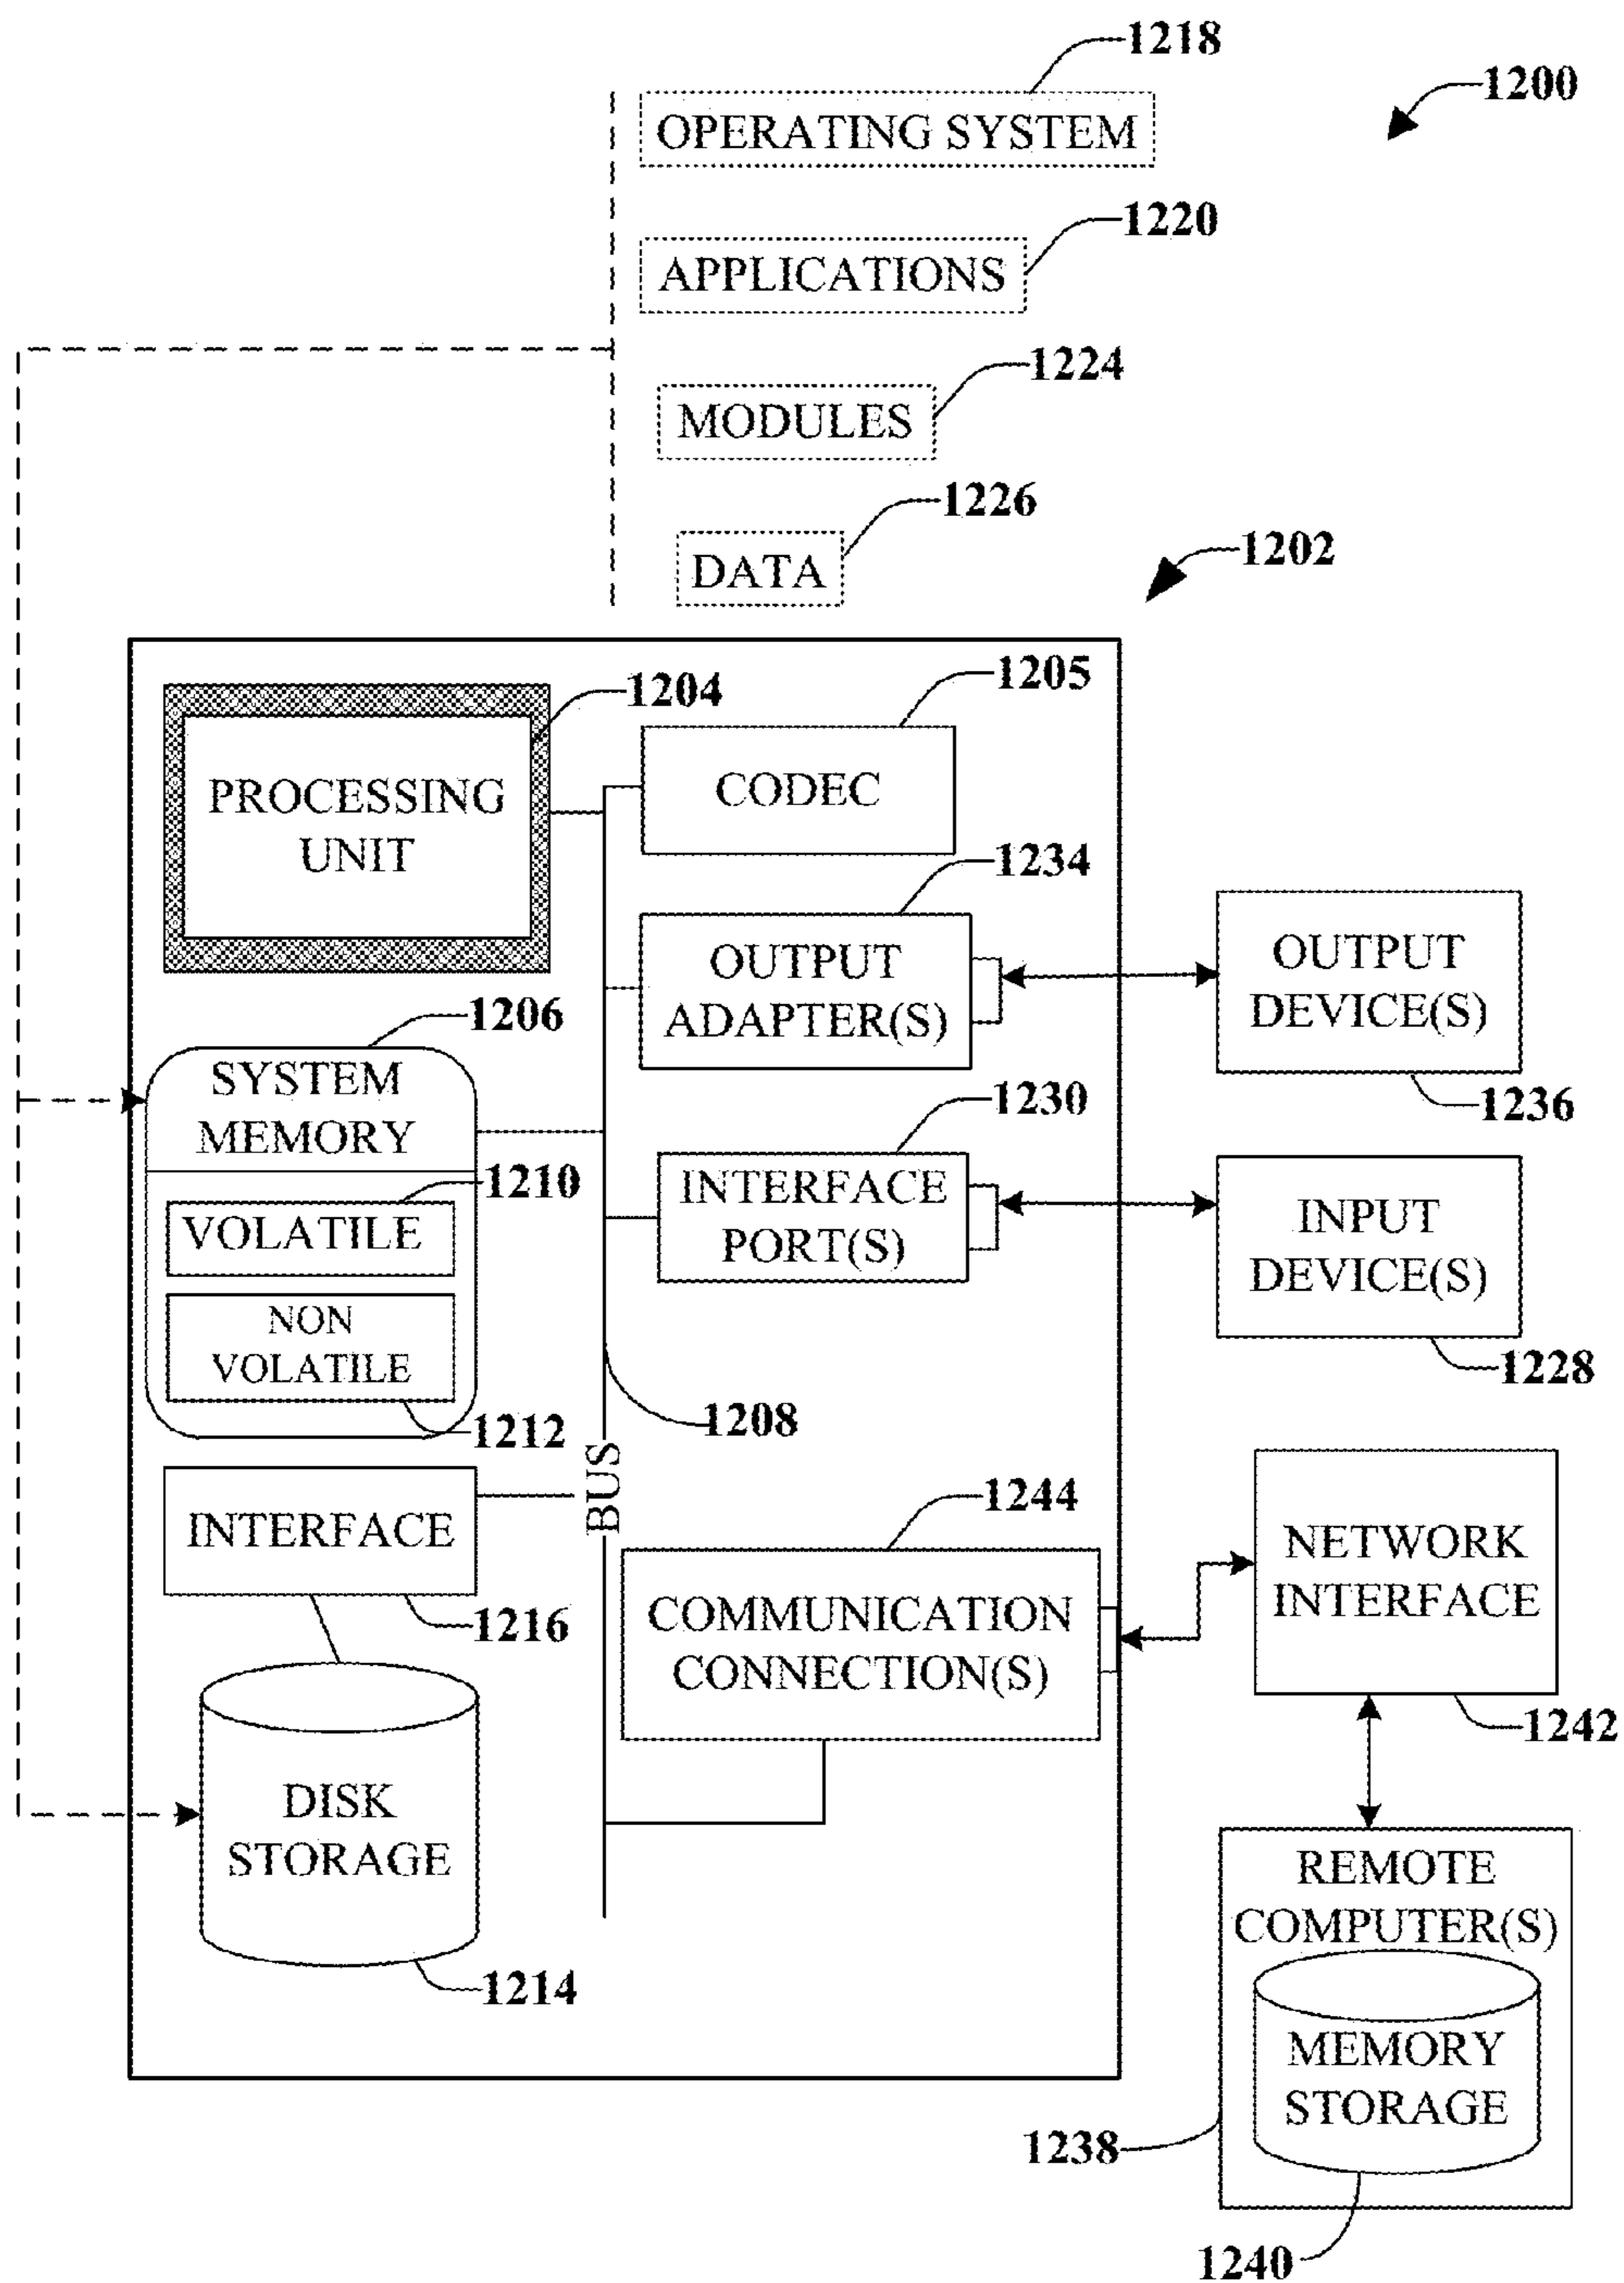 1218
1200
OPERATING SYSTEM
1220
APPLICATIONS
1224
MODULES
1226
DATA
1202
1204
PROCESSING
UNIT
1205
CODEC
1234
OUTPUT
ADAPTER(S)
OUTPUT
DEVICE(S)
1236
1206
SYSTEM
MEMORY
1210
VOLATILE
NON
VOLATILE
1212
1230
INTERFACE
PORT(S)
INPUT
DEVICE(S)
1228
1208
BUS
INTERFACE
1216
1244
COMMUNICATION
CONNECTION(S)
NETWORK
INTERFACE
1242
DISK
STORAGE
1214
REMOTE
COMPUTER(S)
MEMORY
STORAGE
1238
1240